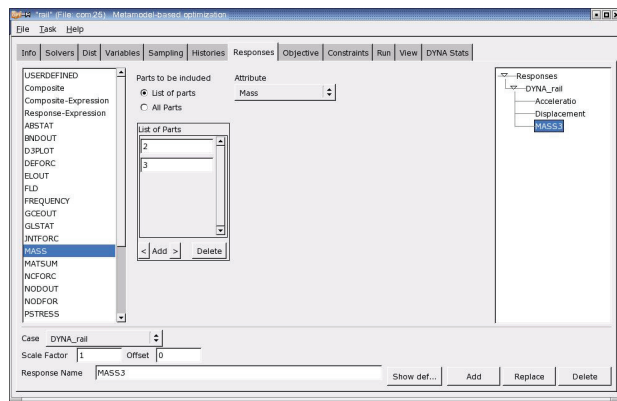 "rail" (File: com.25)   Metamodel-based optimization
File Task Help
Info Solvers Dist Variables Sampling Histories Responses Objective Constraints Run View DYNA Stats
USERDEFINED
Composite
Composite-Expression
Response-Expression
ABSTAT
BNDOUT
D3PLOT
DEFORC
ELOUT
FLD
FREQUENCY
GCEOUT
GLSTAT
JNTFORC
MASS
MATSUM
NCFORC
NODOUT
NODFOR
PSTRESS
Parts to be included
List of parts
All Parts
List of Parts
2
3
< Add > Delete
Attribute
Mass
Responses
DYNA_rail
Acceleratio
Displacement
MASS3
Case DYNA_rail
Scale Factor 1 Offset 0
Response Name MASS3 Show def... Add Replace Delete